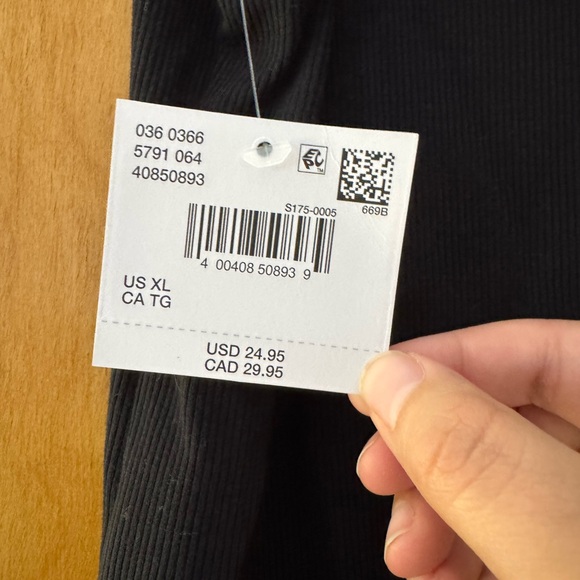 036 0366
5791 064
40850893
EPC™
S175-0005
669B
4 00408 50893 9
US XL
CA TG
USD 24.95
CAD 29.95